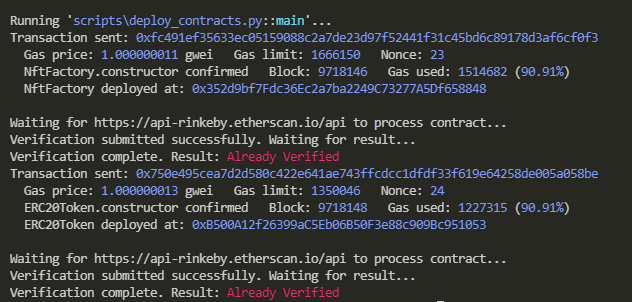 Running 'scripts\deploy_contracts.py::main'...
Transaction sent: 0xfc491ef35633ec05159088c2a7de23d97f52441f31c45bd6c89178d3af6cf0f3
Gas price: 1.000000011 gwei   Gas limit: 1666150   Nonce: 23
NftFactory.constructor confirmed   Block: 9718146   Gas used: 1514682 (90.91%)
NftFactory deployed at: 0x352d9bf7Fdc36Ec2a7ba2249C73277A5Df658848
Waiting for https://api-rinkeby.etherscan.io/api to process contract...
Verification submitted successfully. Waiting for result...
Verification complete. Result: Already Verified
Transaction sent: 0x750e495cea7d2d580c422e641ae743ffcdcc1dfdf33f619e64258de005a058be
Gas price: 1.000000013 gwei   Gas limit: 1350046   Nonce: 24
ERC20Token.constructor confirmed   Block: 9718148   Gas used: 1227315 (90.91%)
ERC20Token deployed at: 0xB500A12f26399aC5Eb06B50F3e88c909Bc951053
Waiting for https://api-rinkeby.etherscan.io/api to process contract...
Verification submitted successfully. Waiting for result...
Verification complete. Result: Already Verified